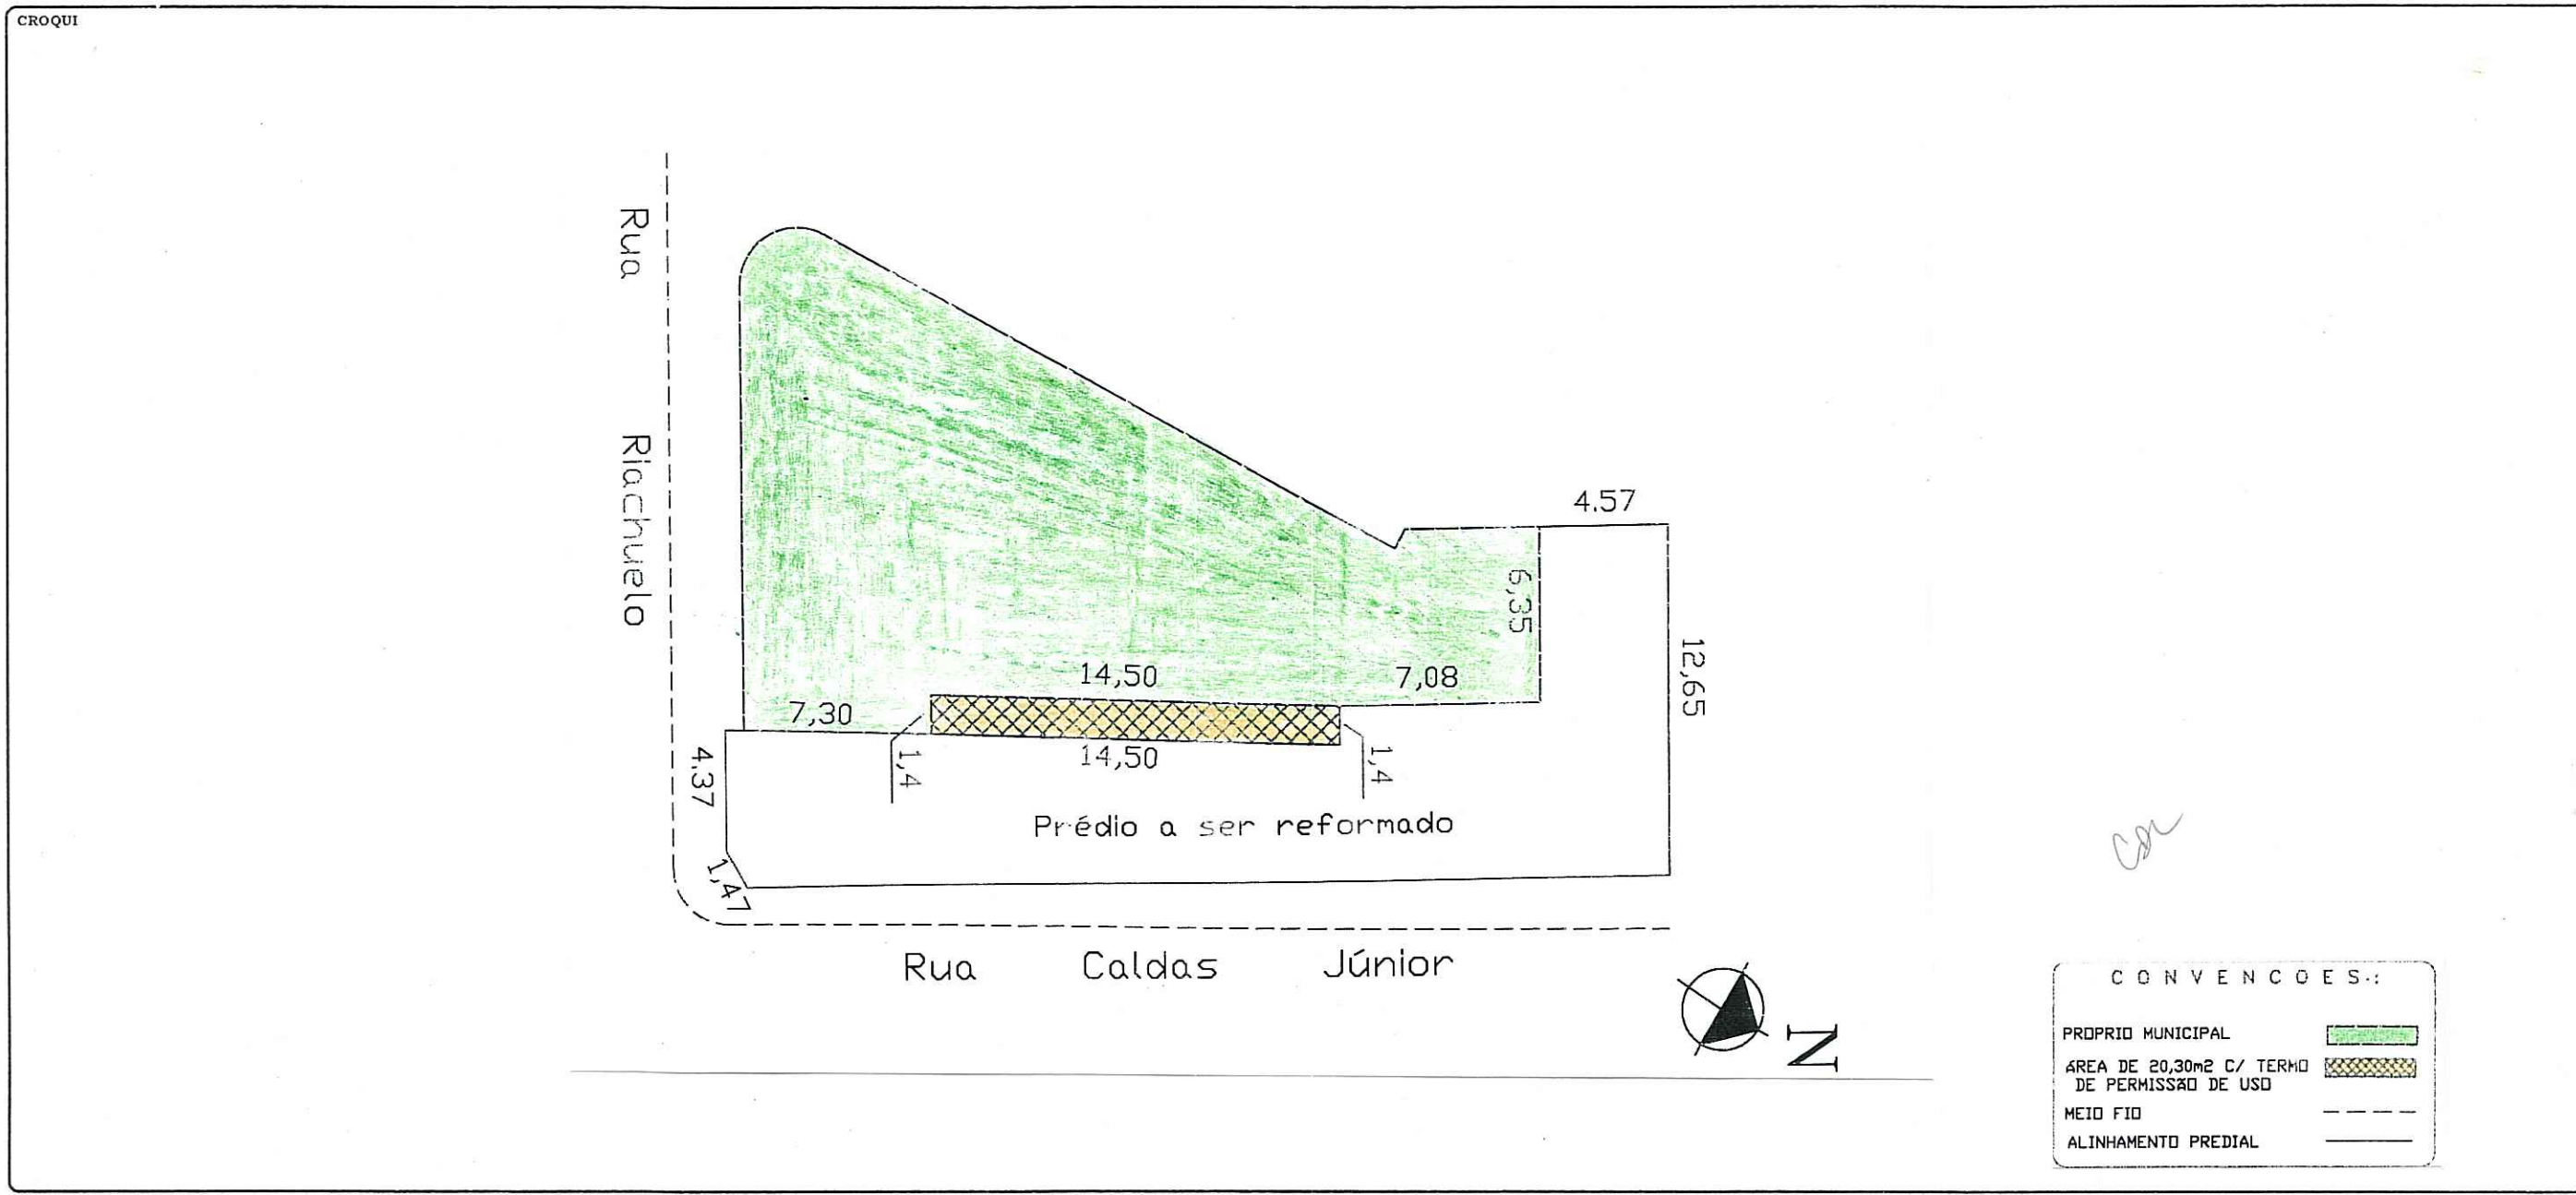 CROQUI
Rua Riachuelo
4.57
6,35
12,65
14,50
7,08
7,30
14,50
1,4
1,4
4.37
1,47
Prédio a ser reformado
Rua Caldas Júnior
N
CONVENCOES.:
PROPRIO MUNICIPAL
ÁREA DE 20,30m2 C/ TERMO
DE PERMISSÃO DE USO
MEIO FIO
ALINHAMENTO PREDIAL